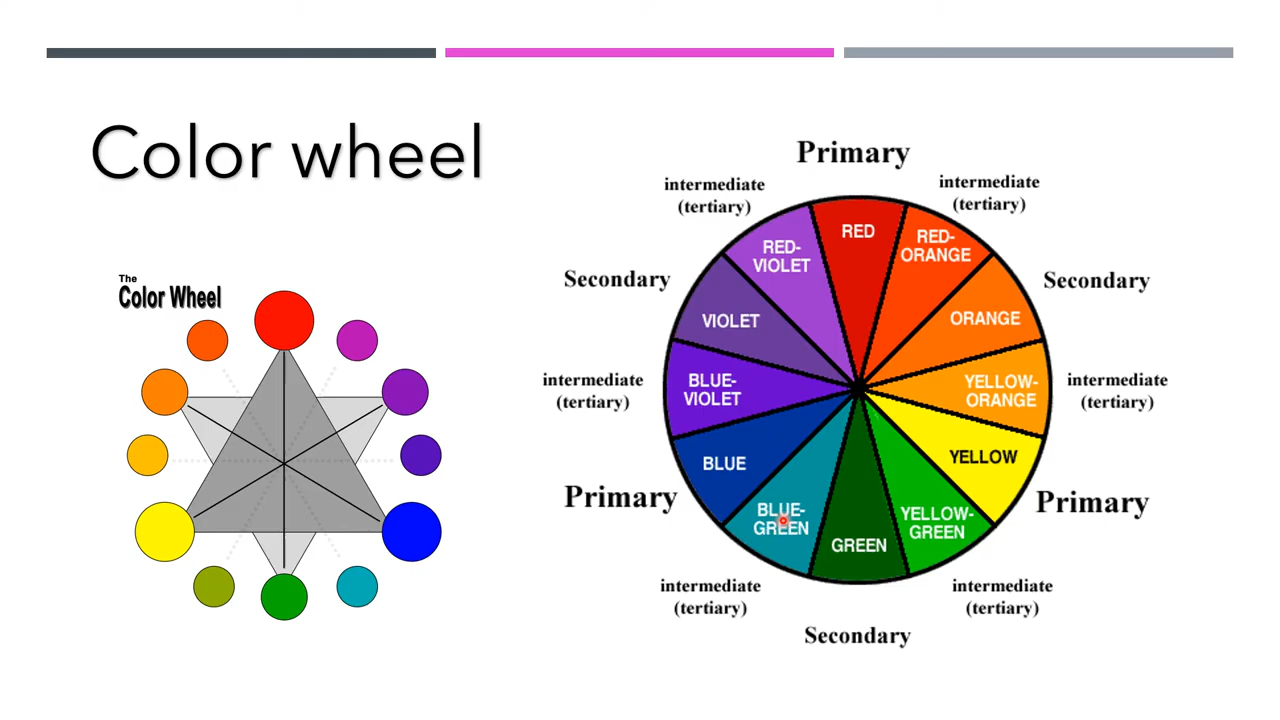 Color wheel
The
Color Wheel
Primary
intermediate
(tertiary)
intermediate
(tertiary)
RED
RED-
VIOLET
RED-
ORANGE
Secondary
Secondary
VIOLET
ORANGE
intermediate
(tertiary)
BLUE-
VIOLET
YELLOW-
ORANGE
intermediate
(tertiary)
BLUE
YELLOW
Primary
Primary
BLUE-
GREEN
YELLOW-
GREEN
GREEN
intermediate
(tertiary)
intermediate
(tertiary)
Secondary